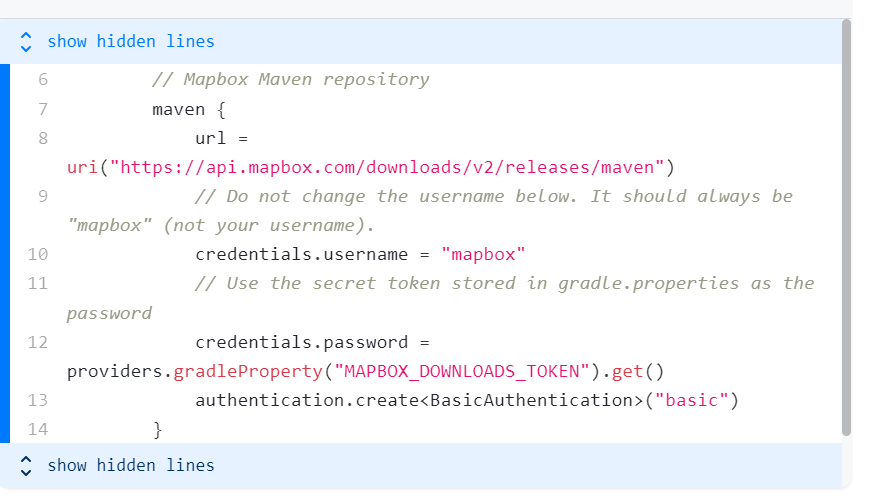 show hidden lines
6 // Mapbox Maven repository
7 maven {
8 url =
uri("https://api.mapbox.com/downloads/v2/releases/maven")
9 // Do not change the username below. It should always be
"mapbox" (not your username).
10 credentials.username = "mapbox"
11 // Use the secret token stored in gradle.properties as the
password
12 credentials.password =
providers.gradleProperty("MAPBOX_DOWNLOADS_TOKEN").get()
13 authentication.create<BasicAuthentication>("basic")
14 }
show hidden lines